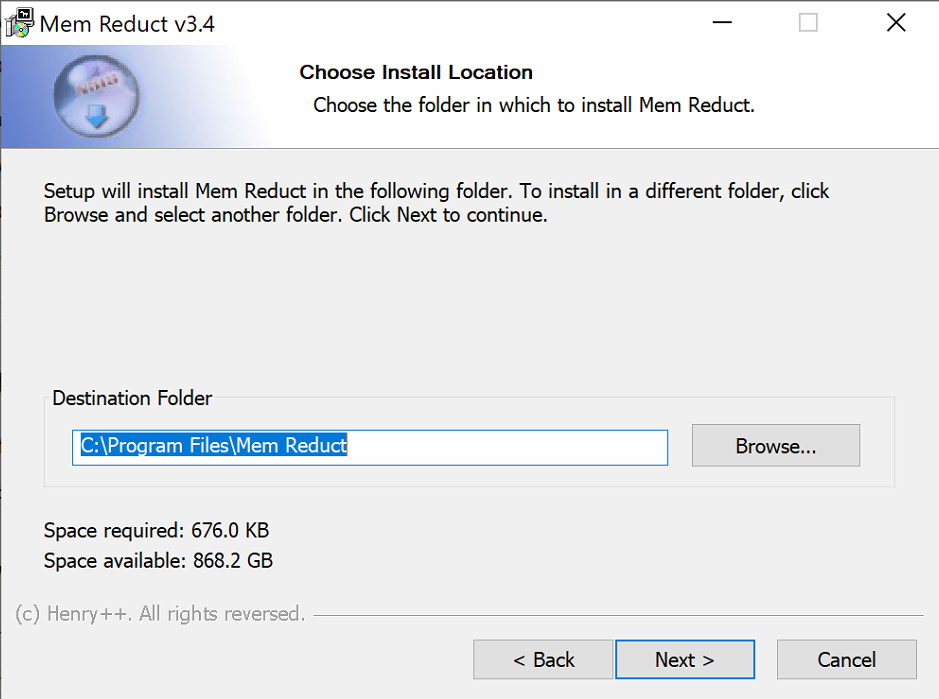 Mem Reduct v3.4
Choose Install Location
Choose the folder in which to install Mem Reduct.
Setup will install Mem Reduct in the following folder. To install in a different folder, click
Browse and select another folder. Click Next to continue.
Destination Folder
C:\Program Files\Mem Reduct
Browse...
Space required: 676.0 KB
Space available: 868.2 GB
(c) Henry++. All rights reversed.
< Back
Next >
Cancel